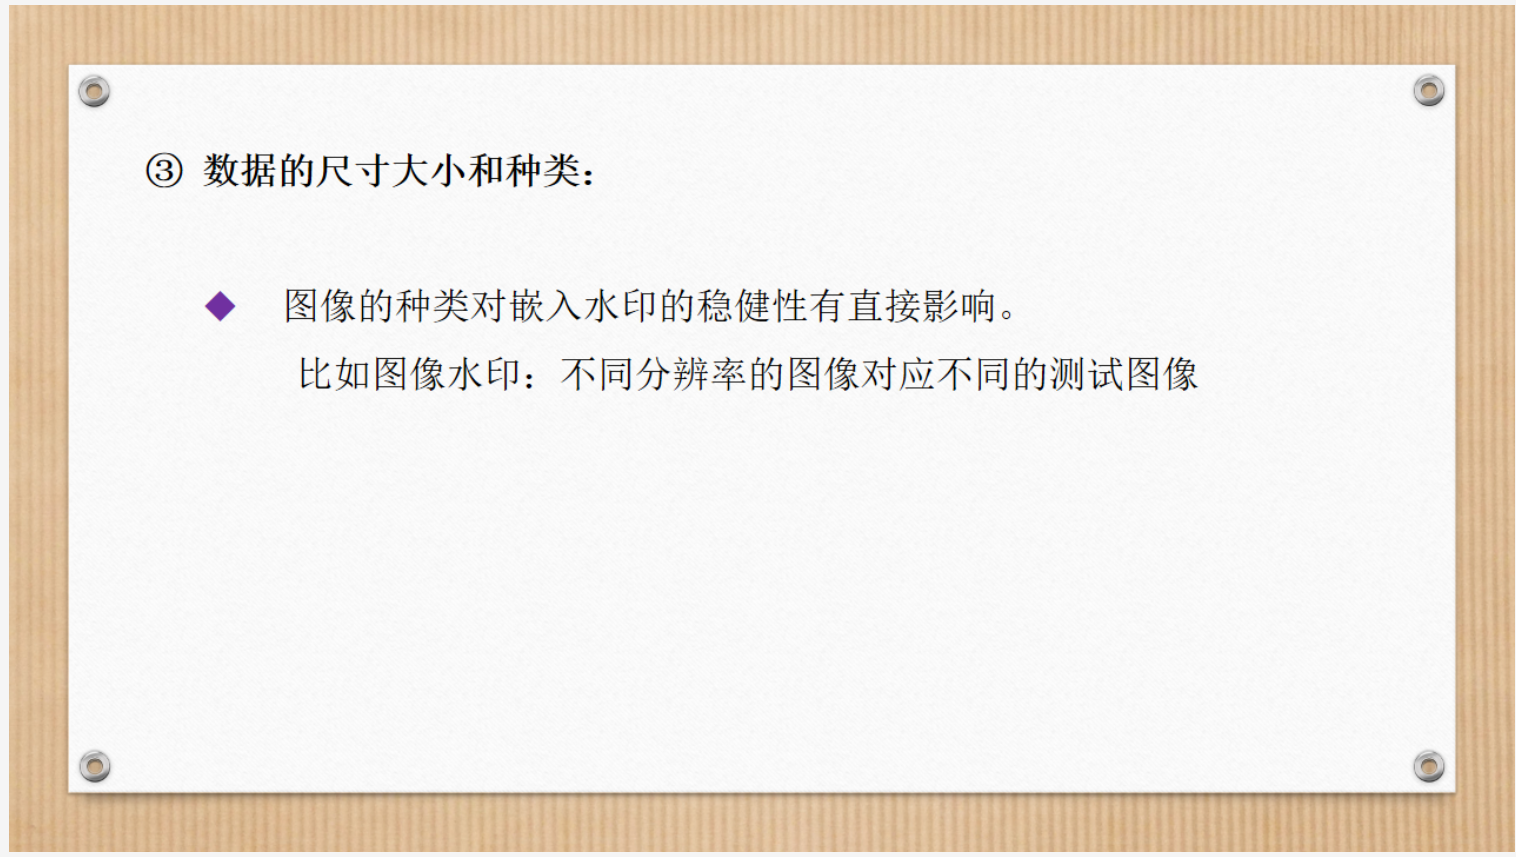 ③ 数据的尺寸大小和种类：
图像的种类对嵌入水印的稳健性有直接影响。
比如图像水印：不同分辨率的图像对应不同的测试图像